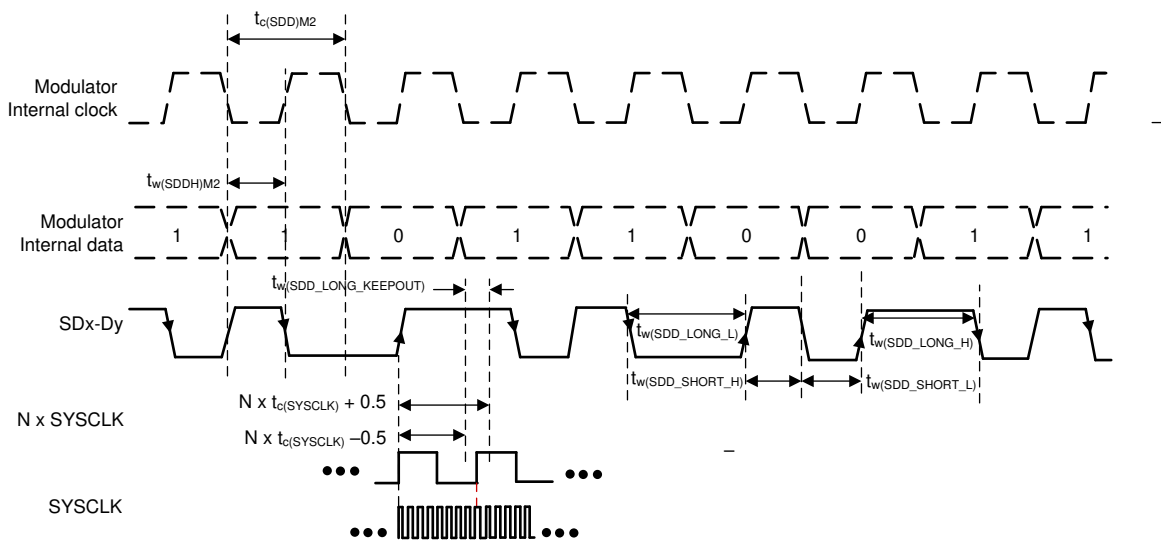 tc(SDD)M2
Modulator
Internal clock
tw(SDDH)M2
Modulator
Internal data
1 1 0 1 1 0 0 1 1
tw(SDD_LONG_KEEPOUT)
SDx-Dy
tw(SDD_LONG_L)
tw(SDD_LONG_H)
tw(SDD_SHORT_H)
tw(SDD_SHORT_L)
N x tc(SYSCLK) + 0.5
N x SYSCLK
N x tc(SYSCLK) –0.5
SYSCLK